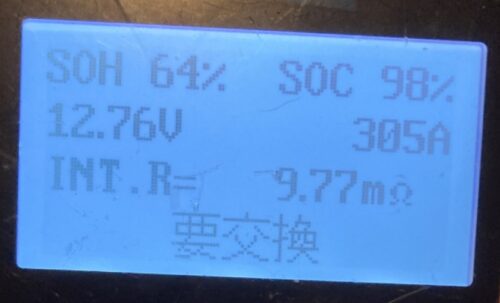 SOH 64% SOC 98%
12.76V 305A
INT.R= 9.77mΩ
要交換